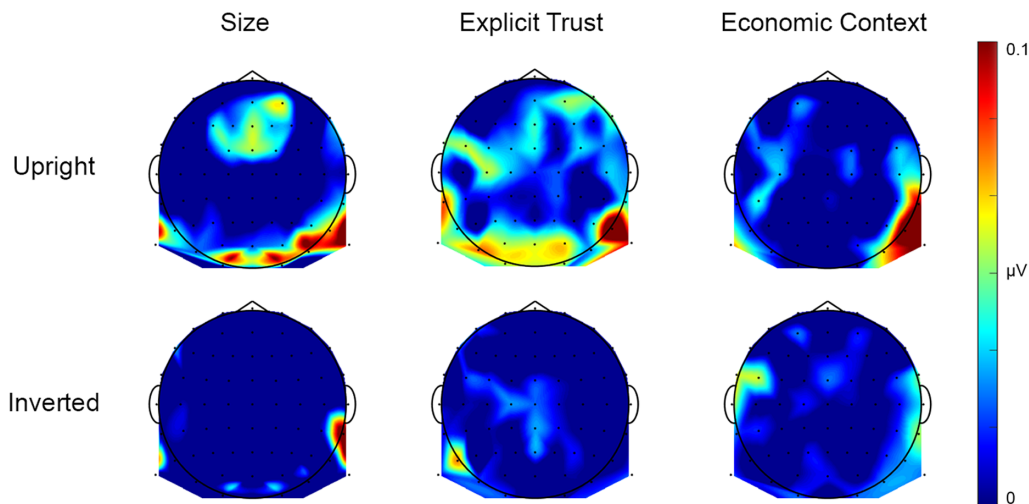 Size Explicit Trust Economic Context
0.1
Upright
μV
Inverted
0